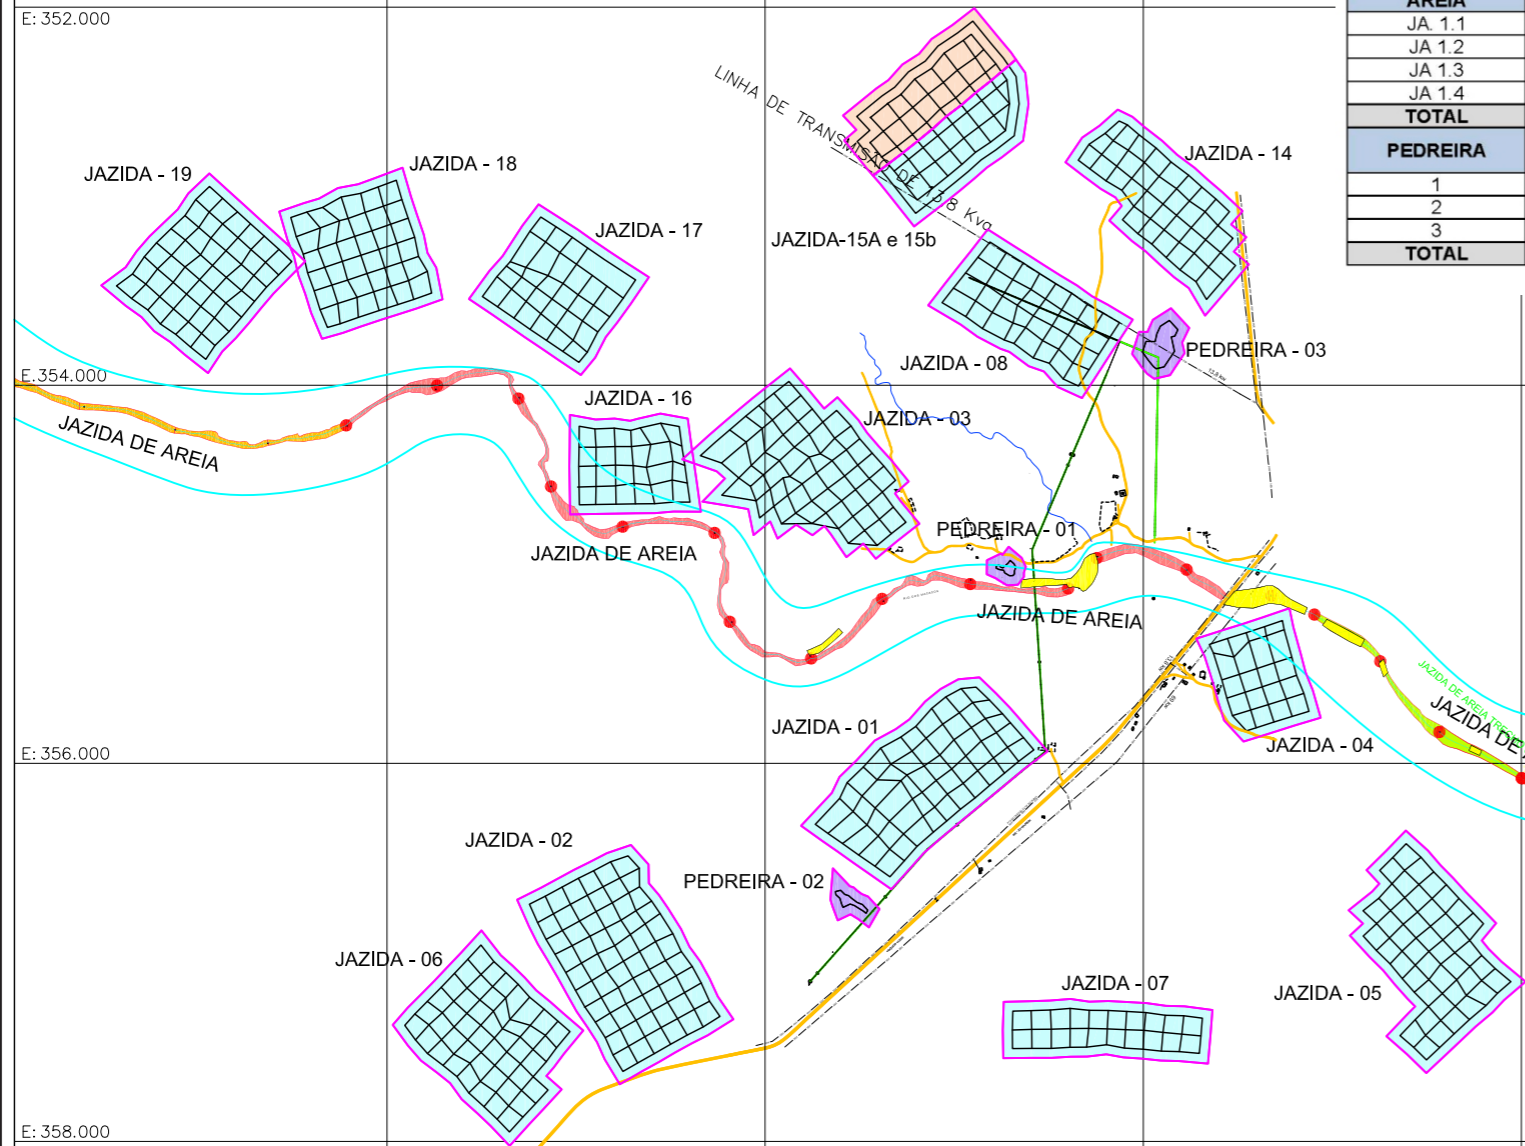 E: 352.000
AREIA
JA. 1.1
JA 1.2
JA 1.3
JA 1.4
TOTAL
PEDREIRA
1
2
3
TOTAL
LINHA DE TRANSMISSÃO DE 13.8 Kva
JAZIDA - 14
JAZIDA - 18
JAZIDA - 19
JAZIDA - 17
JAZIDA-15A e 15b
PEDREIRA - 03
JAZIDA - 08
E: 354.000
JAZIDA - 16
JAZIDA - 03
JAZIDA DE AREIA
PEDREIRA - 01
JAZIDA DE AREIA
JAZIDA DE AREIA
JAZIDA DE AREIA
JAZIDA DE
JAZIDA - 01
JAZIDA - 04
E: 356.000
JAZIDA - 02
PEDREIRA - 02
JAZIDA - 06
JAZIDA - 07
JAZIDA - 05
E: 358.000